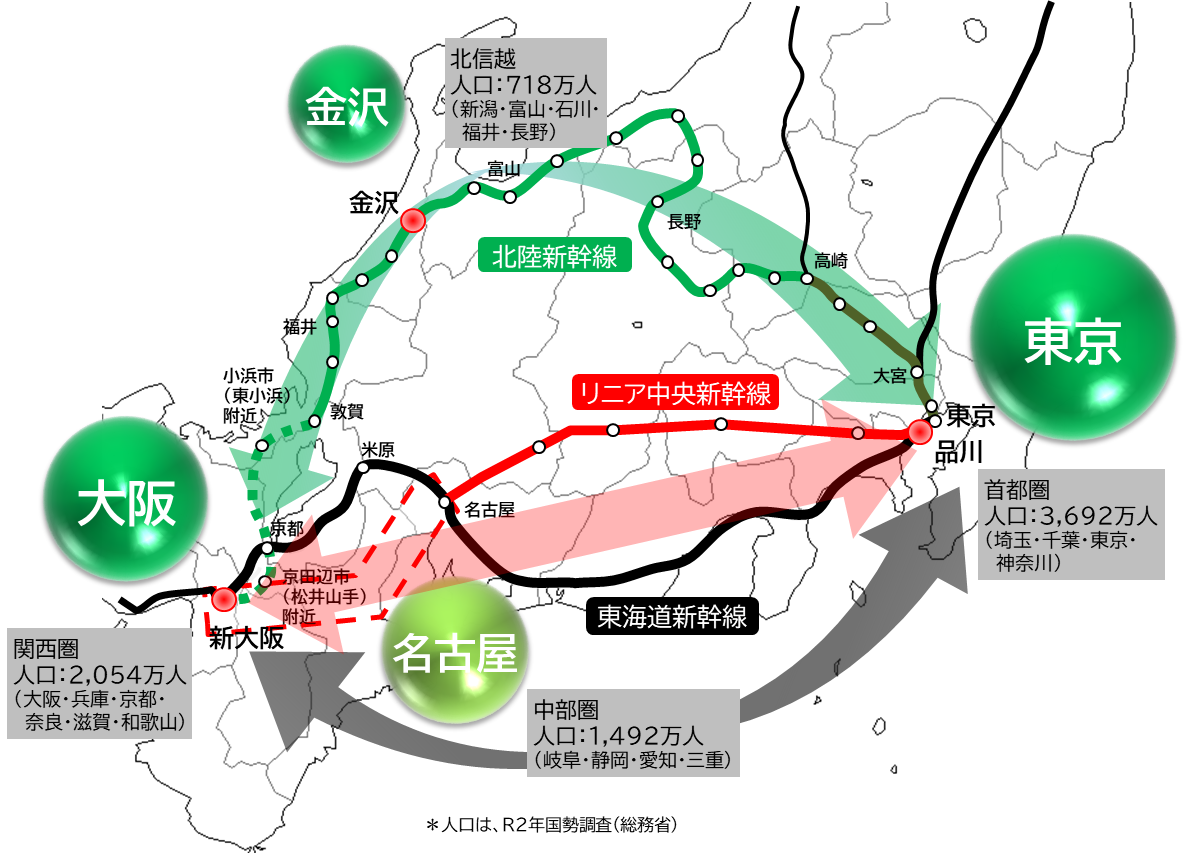 北信越
人口：718万人
（新潟・富山・石川・
福井・長野）
金沢
富山
金沢
長野
北陸新幹線
高崎
東京
福井
小浜市
（東小浜）
附近
敦賀
大宮
リニア中央新幹線
東京
品川
米原
大阪
名古屋
首都圏
人口：3,692万人
（埼玉・千葉・東京・
神奈川）
京都
京田辺市
（松井山手）
附近
東海道新幹線
新大阪
名古屋
関西圏
人口：2,054万人
（大阪・兵庫・京都・
奈良・滋賀・和歌山）
中部圏
人口：1,492万人
（岐阜・静岡・愛知・三重）
＊人口は、R2年国勢調査（総務省）